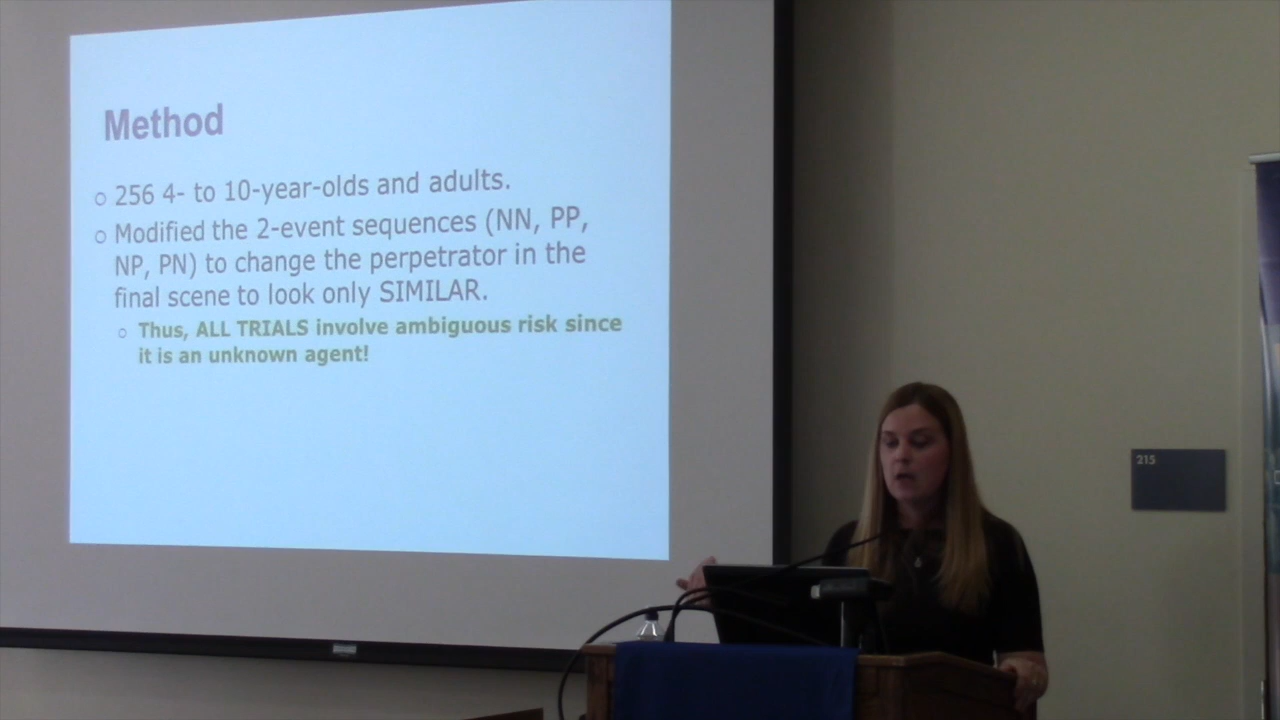 Method
256 4- to 10-year-olds and adults.
Modified the 2-event sequences (NN, PP,
NP, PN) to change the perpetrator in the
final scene to look only SIMILAR.
Thus, ALL TRIALS involve ambiguous risk since
it is an unknown agent!
215